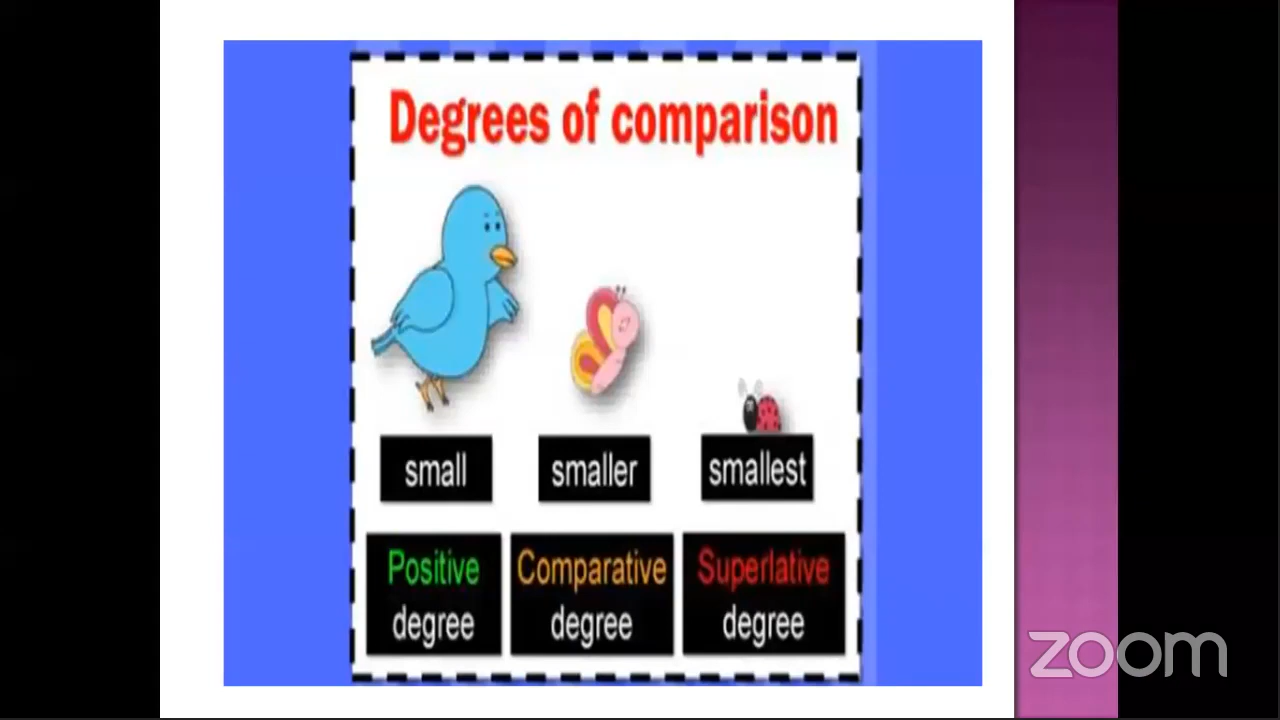 Degrees of comparison
small smaller smallest
Positive Comparative Superlative
degree degree degree
zoom